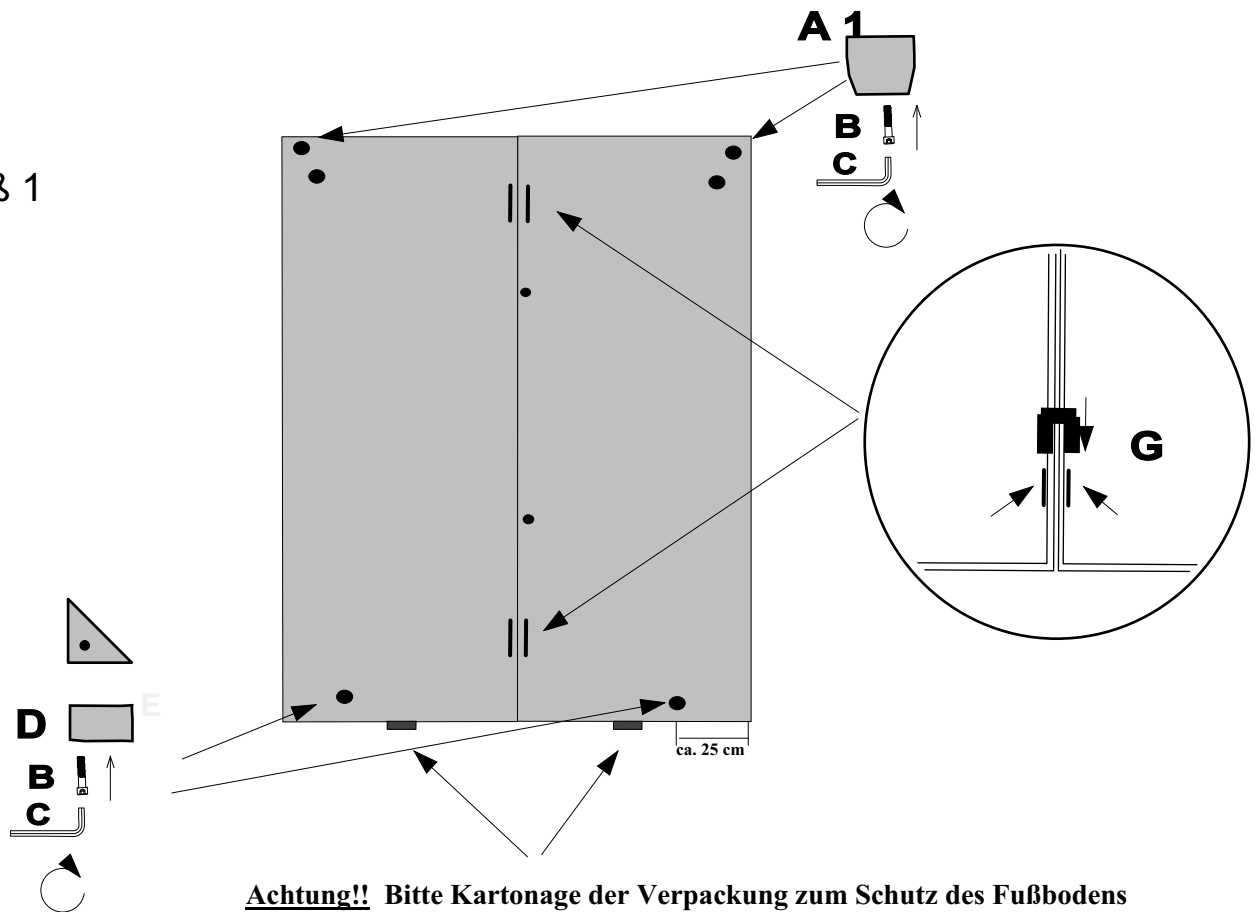 A 1
B
C
ß 1
G
E
D
B
C
ca. 25 cm
Achtung!! Bitte Kartonage der Verpackung zum Schutz des Fußbodens